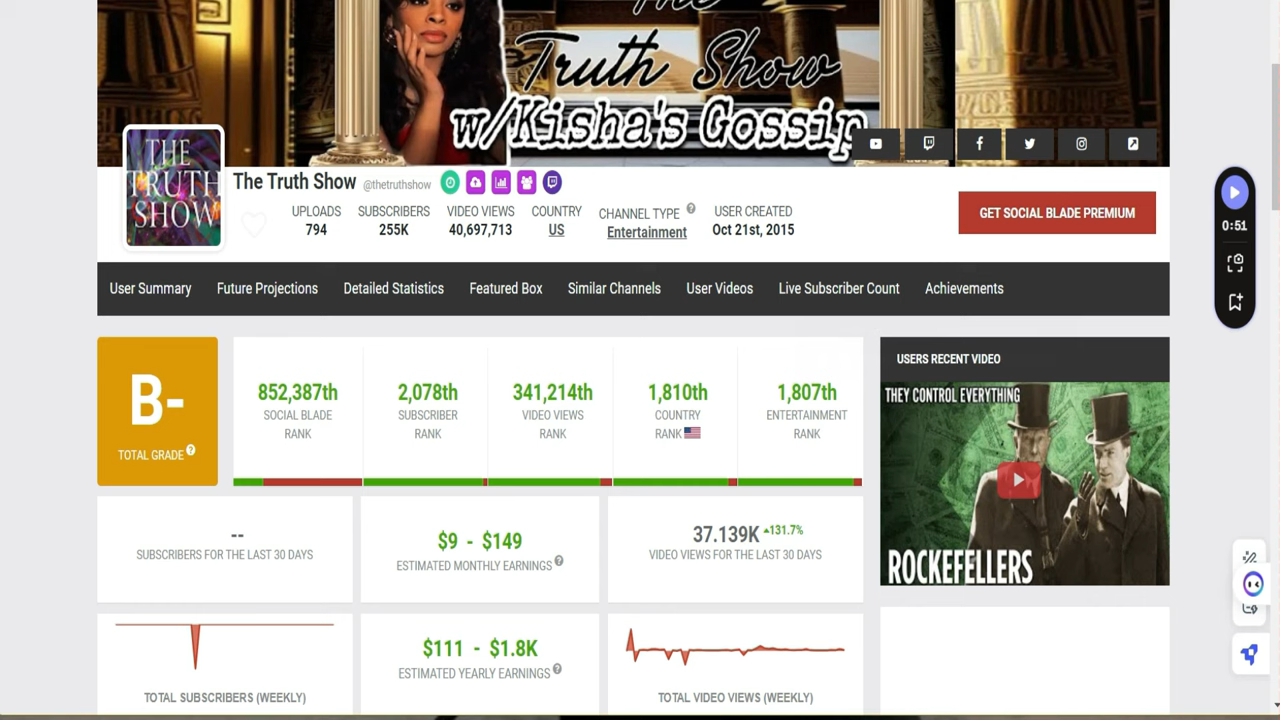 The
Truth Show
w/Kisha's Gossip
THE
TRUTH
SHOW
The Truth Show @thetruthshow
UPLOADS
794
SUBSCRIBERS
255K
VIDEO VIEWS
40,697,713
COUNTRY
US
CHANNEL TYPE ?
Entertainment
USER CREATED
Oct 21st, 2015
GET SOCIAL BLADE PREMIUM
0:51
User Summary Future Projections Detailed Statistics Featured Box Similar Channels User Videos Live Subscriber Count Achievements
B-
TOTAL GRADE ?
852,387th
SOCIAL BLADE
RANK
2,078th
SUBSCRIBER
RANK
341,214th
VIDEO VIEWS
RANK
1,810th
COUNTRY
RANK
1,807th
ENTERTAINMENT
RANK
USERS RECENT VIDEO
THEY CONTROL EVERYTHING
ROCKEFELLERS
--
SUBSCRIBERS FOR THE LAST 30 DAYS
$9 - $149
ESTIMATED MONTHLY EARNINGS ?
37.139K ▲131.7%
VIDEO VIEWS FOR THE LAST 30 DAYS
TOTAL SUBSCRIBERS (WEEKLY)
$111 - $1.8K
ESTIMATED YEARLY EARNINGS ?
TOTAL VIDEO VIEWS (WEEKLY)